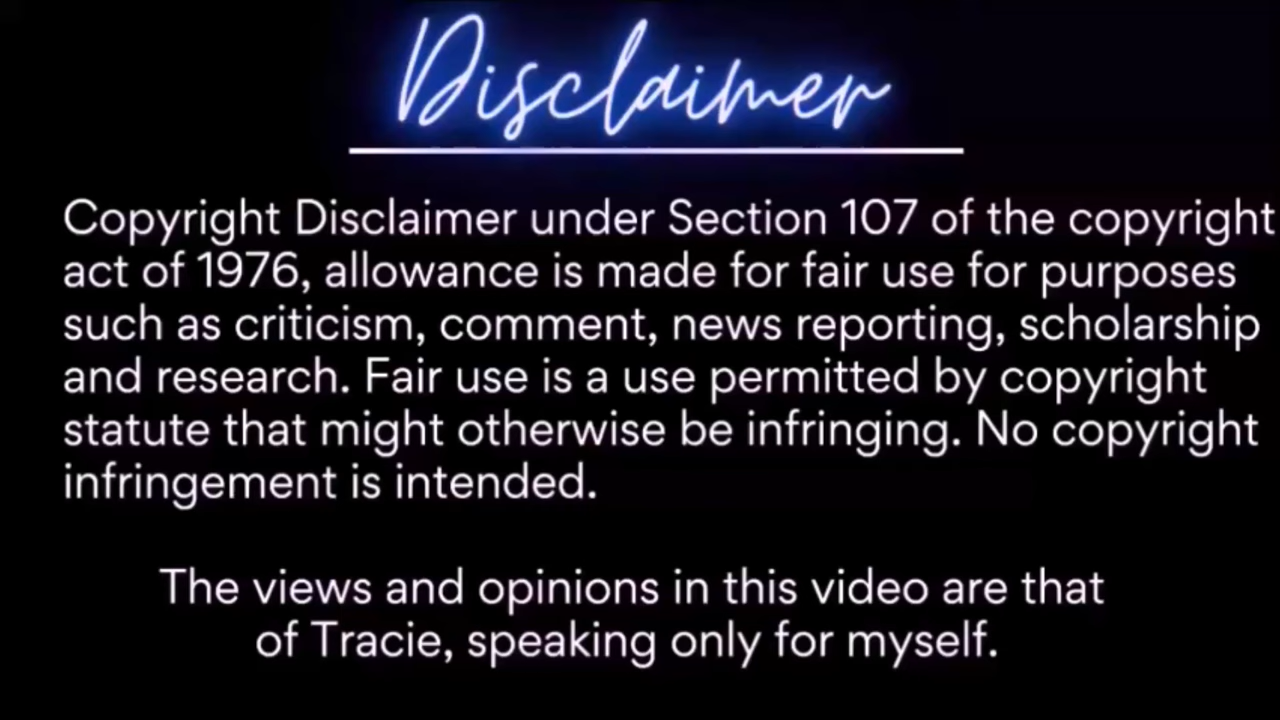 Disclaimer
Copyright Disclaimer under Section 107 of the copyright
act of 1976, allowance is made for fair use for purposes
such as criticism, comment, news reporting, scholarship
and research. Fair use is a use permitted by copyright
statute that might otherwise be infringing. No copyright
infringement is intended.
The views and opinions in this video are that
of Tracie, speaking only for myself.